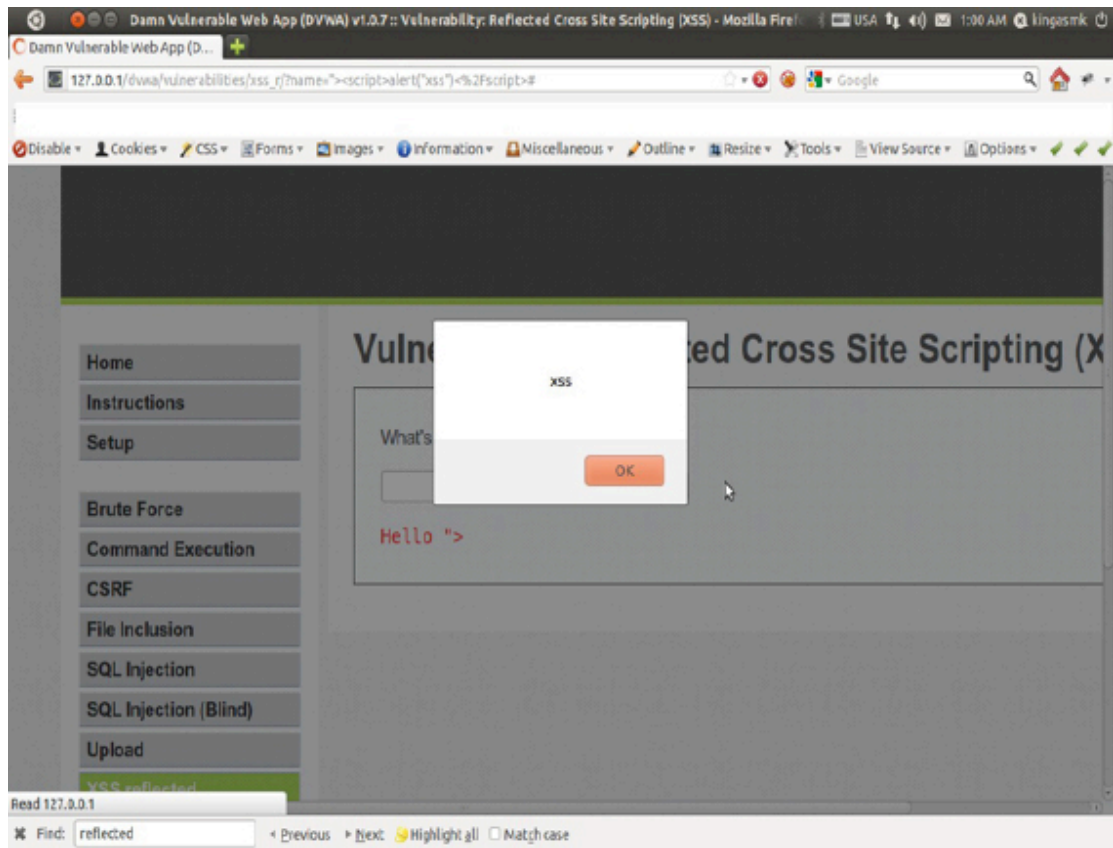 Damn Vulnerable Web App (DVWA) v1.0.7 :: Vulnerability: Reflected Cross Site Scripting (XSS) - Mozilla Firef
USA 1:00 AM kingasmk
Damn Vulnerable Web App (D...
127.0.0.1/dvwa/vulnerabilities/xss_r/?name="><script>alert("xss")<%2Fscript>#
Google
Disable Cookies CSS Forms Images Information Miscellaneous Outline Resize Tools View Source Options
Vulne ed Cross Site Scripting (X
Home
Instructions
Setup
Brute Force
Command Execution
CSRF
File Inclusion
SQL Injection
SQL Injection (Blind)
Upload
XSS reflected
What's
Hello ">
xss
OK
Read 127.0.0.1
Find: reflected Previous Next Highlight all Match case